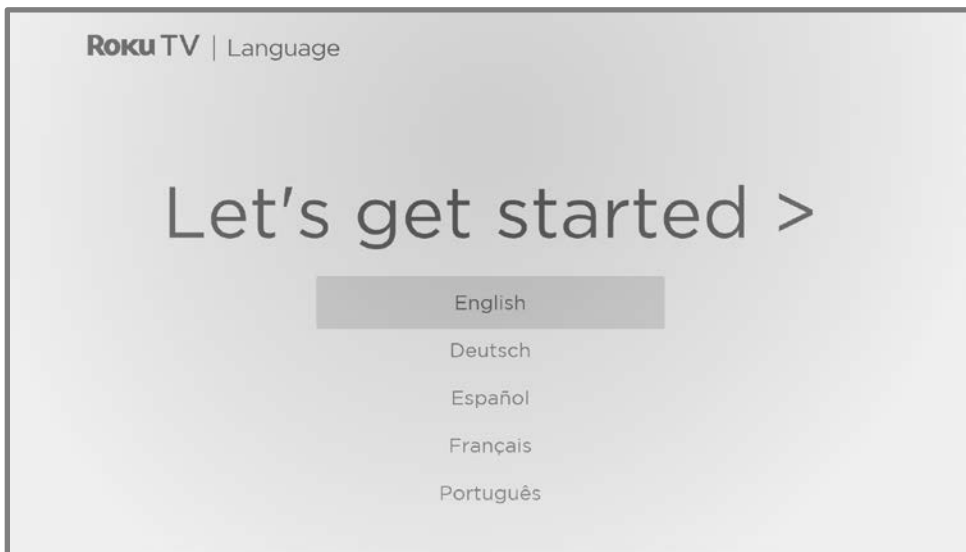 Roku TV | Language
Let's get started >
English
Deutsch
Español
Français
Português